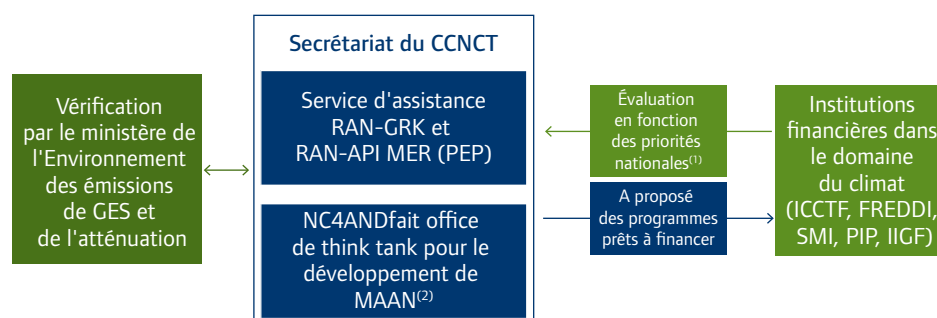 Vérification
par le ministère de
l'Environnement
des émissions
de GES et
de l'atténuation
Secrétariat du CCNCT
Service d'assistance
RAN-GRK et
RAN-API MER (PEP)
NC4ANDfait office
de think tank pour le
développement de
MAAN(2)
Évaluation
en fonction
des priorités
nationales(1)
A proposé
des programmes
prêts à financer
Institutions
financières dans
le domaine
du climat
(ICCTF, FREDDI,
SMI, PIP, IIGF)